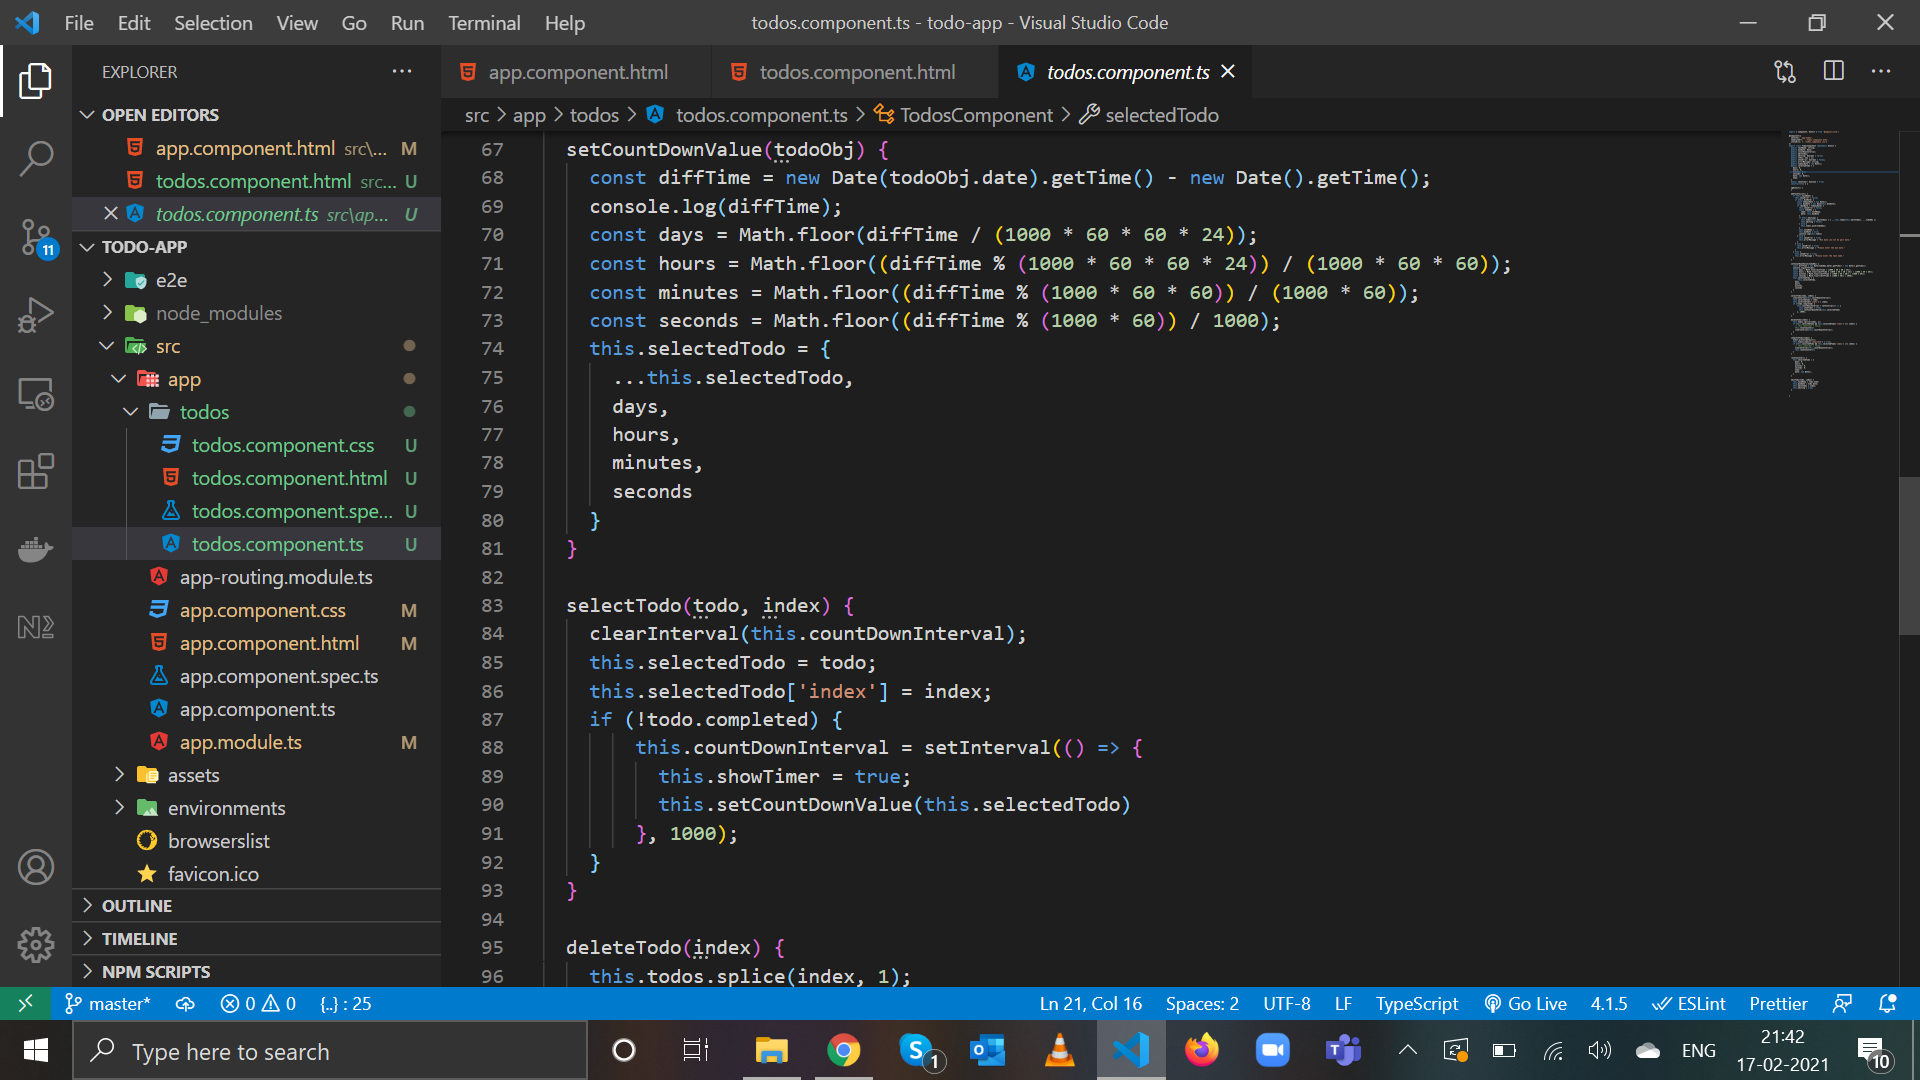 File Edit Selection View Go Run Terminal Help
todos.component.ts - todo-app - Visual Studio Code
EXPLORER
OPEN EDITORS
app.component.html src\... M
todos.component.html src... U
todos.component.ts src\ap... U
11
TODO-APP
e2e
node_modules
src
app
todos
todos.component.css U
todos.component.html U
todos.component.spe... U
todos.component.ts U
app-routing.module.ts
app.component.css M
app.component.html M
app.component.spec.ts
app.component.ts
app.module.ts M
assets
environments
browserslist
favicon.ico
OUTLINE
TIMELINE
NPM SCRIPTS
app.component.html todos.component.html todos.component.ts
src > app > todos > todos.component.ts > TodosComponent > selectedTodo
67 setCountDownValue(todoObj) {
68 const diffTime = new Date(todoObj.date).getTime() - new Date().getTime();
69 console.log(diffTime);
70 const days = Math.floor(diffTime / (1000 * 60 * 60 * 24));
71 const hours = Math.floor((diffTime % (1000 * 60 * 60 * 24)) / (1000 * 60 * 60));
72 const minutes = Math.floor((diffTime % (1000 * 60 * 60)) / (1000 * 60));
73 const seconds = Math.floor((diffTime % (1000 * 60)) / 1000);
74 this.selectedTodo = {
75 ...this.selectedTodo,
76 days,
77 hours,
78 minutes,
79 seconds
80 }
81 }
82
83 selectTodo(todo, index) {
84 clearInterval(this.countDownInterval);
85 this.selectedTodo = todo;
86 this.selectedTodo['index'] = index;
87 if (!todo.completed) {
88 this.countDownInterval = setInterval(() => {
89 this.showTimer = true;
90 this.setCountDownValue(this.selectedTodo)
91 }, 1000);
92 }
93 }
94
95 deleteTodo(index) {
96 this.todos.splice(index, 1);
master* 0 0 {..} : 25 Ln 21, Col 16 Spaces: 2 UTF-8 LF TypeScript Go Live 4.1.5 ESLint Prettier
Type here to search
1
ENG
21:42
17-02-2021
10